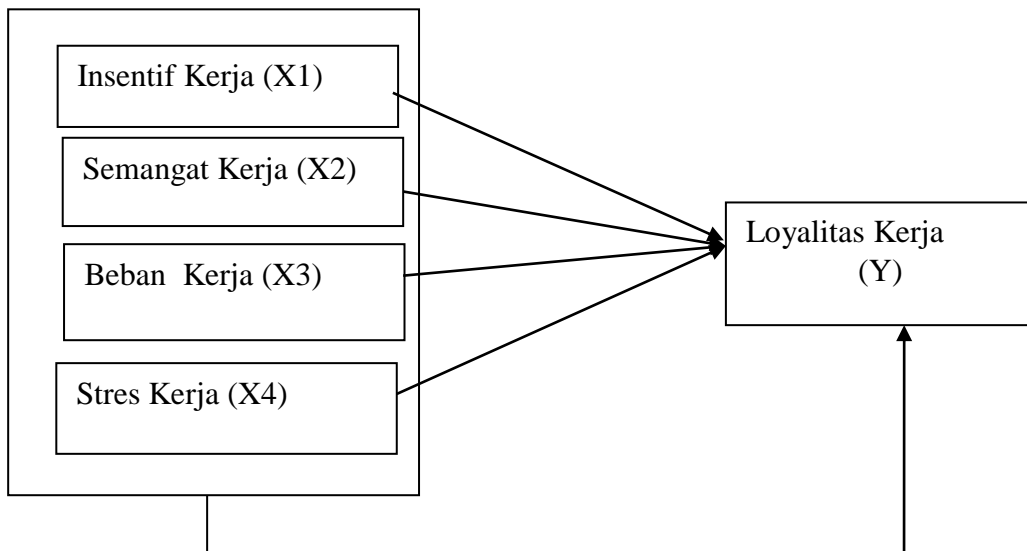 Insentif Kerja (X1)
Semangat Kerja (X2)
Beban  Kerja (X3)
Stres Kerja (X4)
Loyalitas Kerja
(Y)